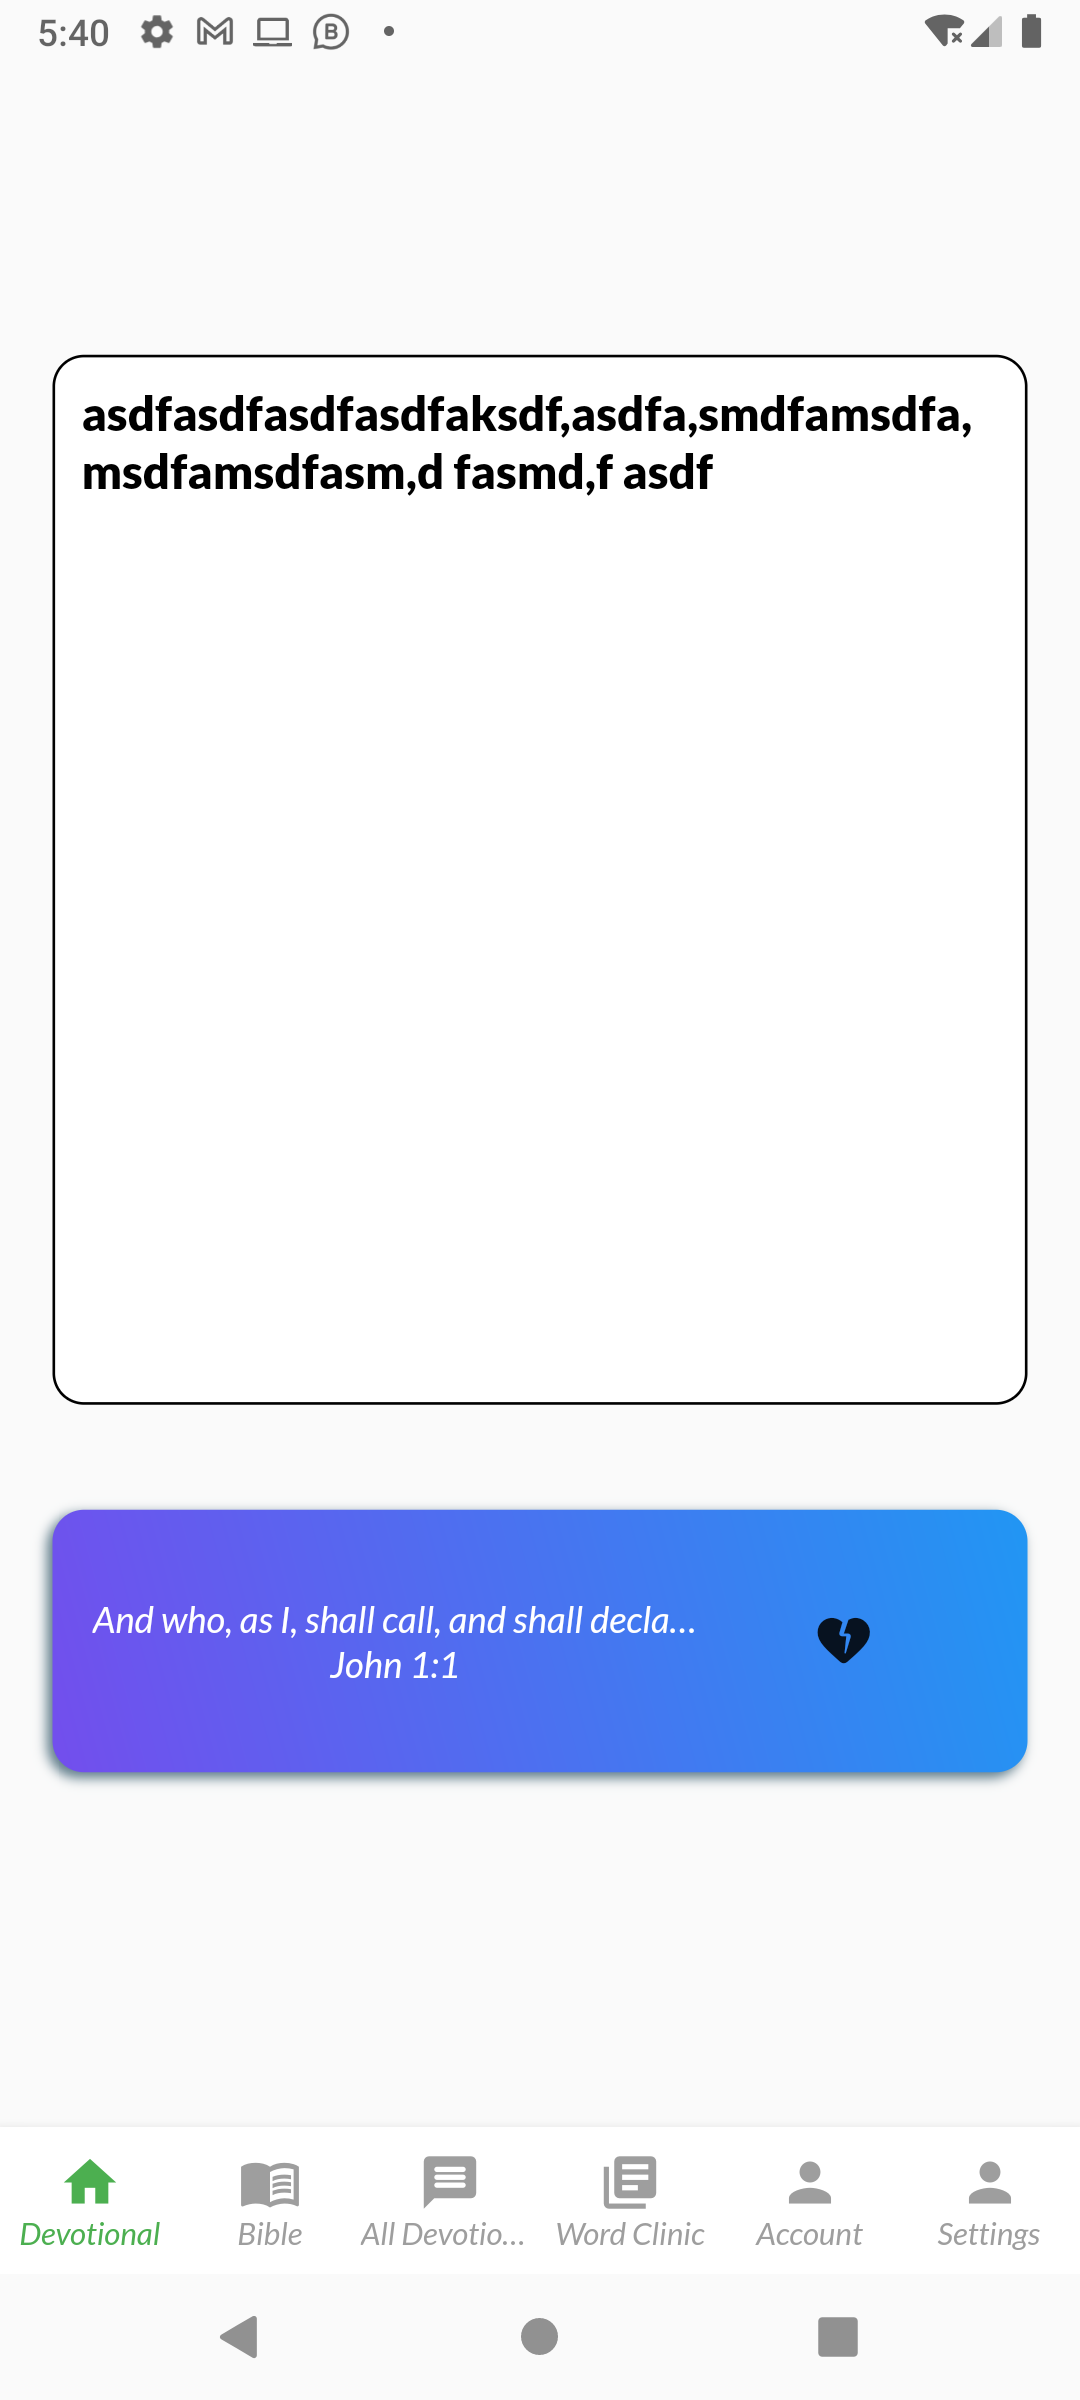 5:40
asdfasdfasdfasdfaksdf,asdfa,smdfamsdfa,
msdfamsdfasm,d fasmd,f asdf
And who, as I, shall call, and shall decla...
John 1:1
Devotional
Bible
All Devotio...
Word Clinic
Account
Settings